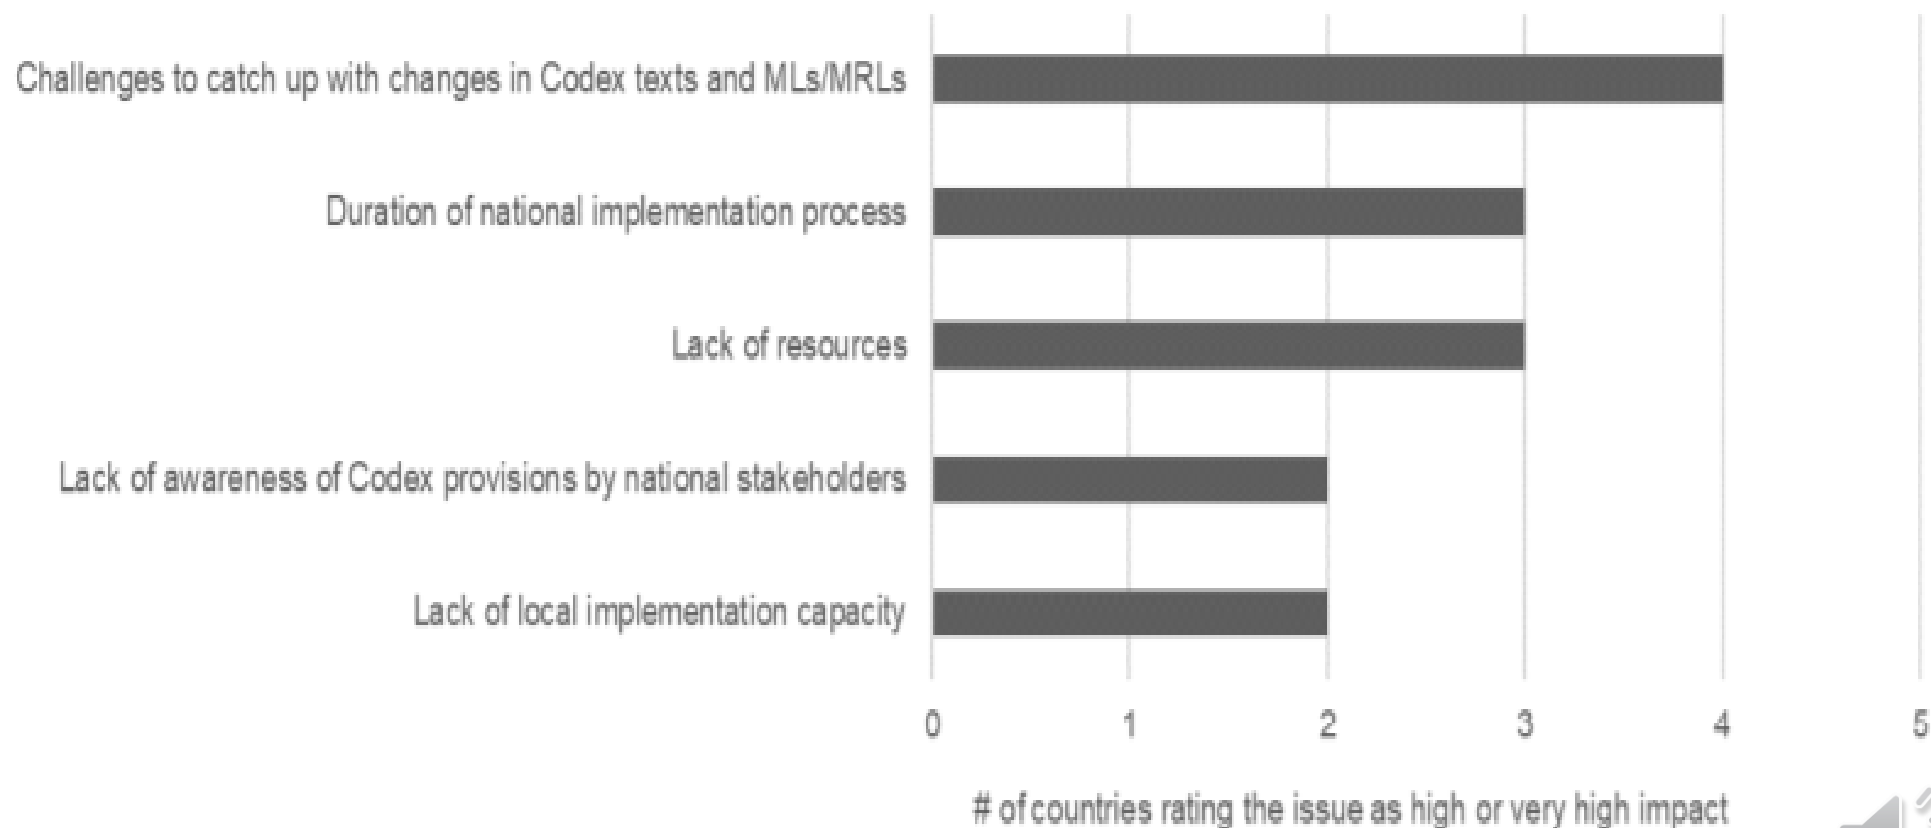 Challenges to catch up with changes in Codex texts and MLs/MRLs
Duration of national implementation process
Lack of resources
Lack of awareness of Codex provisions by national stakeholders
Lack of local implementation capacity
0 1 2 3 4 5
# of countries rating the issue as high or very high impact